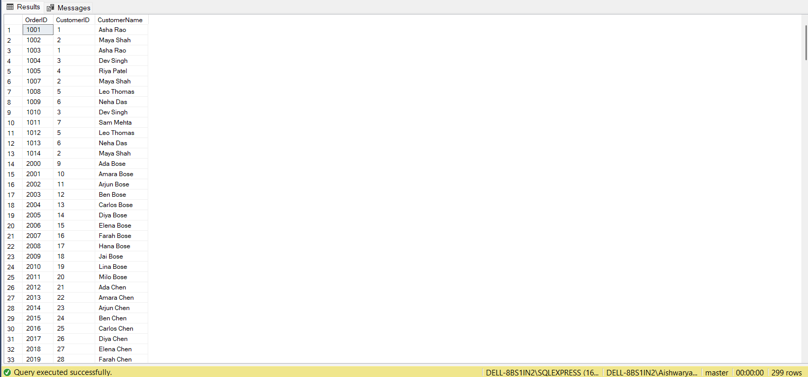 Results Messages
OrderID CustomerID CustomerName
1 1001 1 Asha Rao
2 1002 2 Maya Shah
3 1003 1 Asha Rao
4 1004 3 Dev Singh
5 1005 4 Riya Patel
6 1007 2 Maya Shah
7 1008 5 Leo Thomas
8 1009 6 Neha Das
9 1010 3 Dev Singh
10 1011 7 Sam Mehta
11 1012 5 Leo Thomas
12 1013 6 Neha Das
13 1014 2 Maya Shah
14 2000 9 Ada Bose
15 2001 10 Amara Bose
16 2002 11 Arjun Bose
17 2003 12 Ben Bose
18 2004 13 Carlos Bose
19 2005 14 Diya Bose
20 2006 15 Elena Bose
21 2007 16 Farah Bose
22 2008 17 Hana Bose
23 2009 18 Jai Bose
24 2010 19 Lina Bose
25 2011 20 Milo Bose
26 2012 21 Ada Chen
27 2013 22 Amara Chen
28 2014 23 Arjun Chen
29 2015 24 Ben Chen
30 2016 25 Carlos Chen
31 2017 26 Diya Chen
32 2018 27 Elena Chen
33 2019 28 Farah Chen
Query executed successfully. DELL-8BS1IN2\SQLEXPRESS (16... DELL-8BS1IN2\Aishwarya... master 00:00:00 299 rows